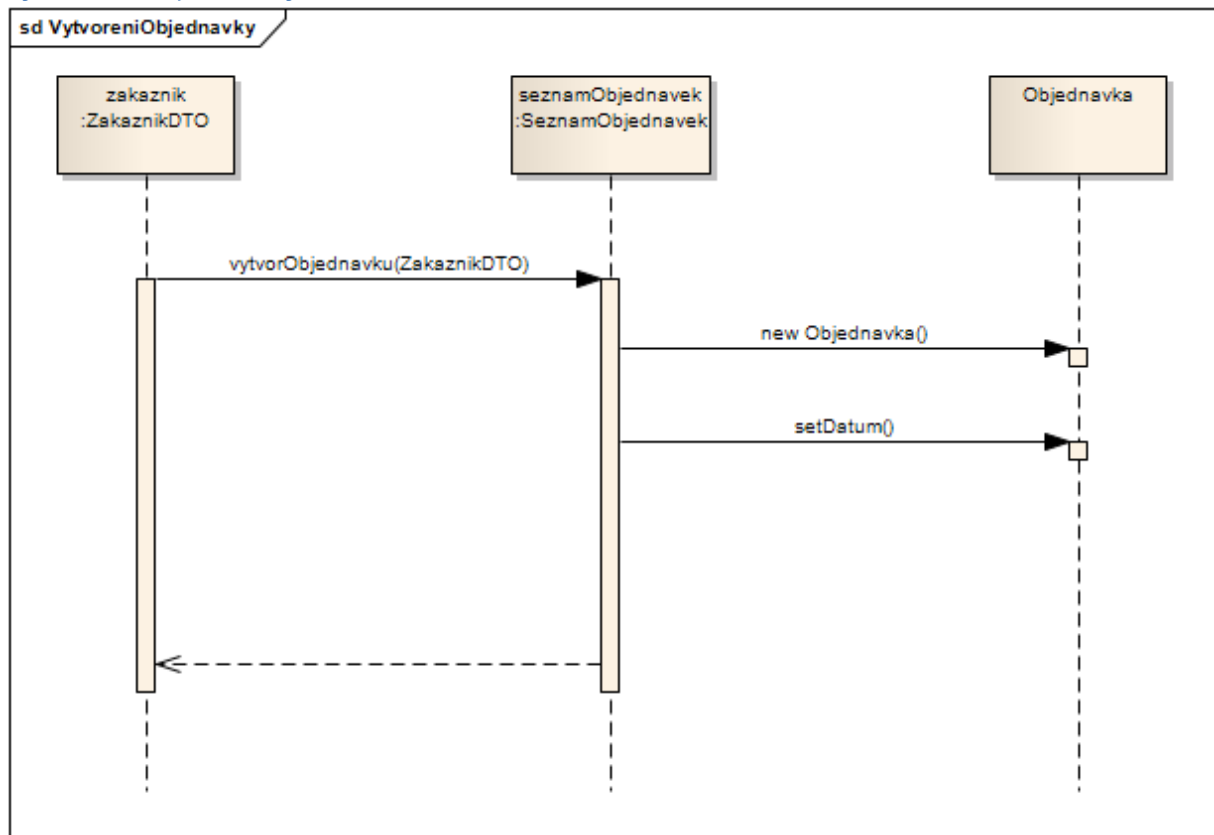 sd VytvoreniObjednavky
zakaznik
:ZakaznikDTO
seznamObjednavek
:SeznamObjednavek
Objednavka
vytvorObjednavku(ZakaznikDTO)
new Objednavka()
setDatum()